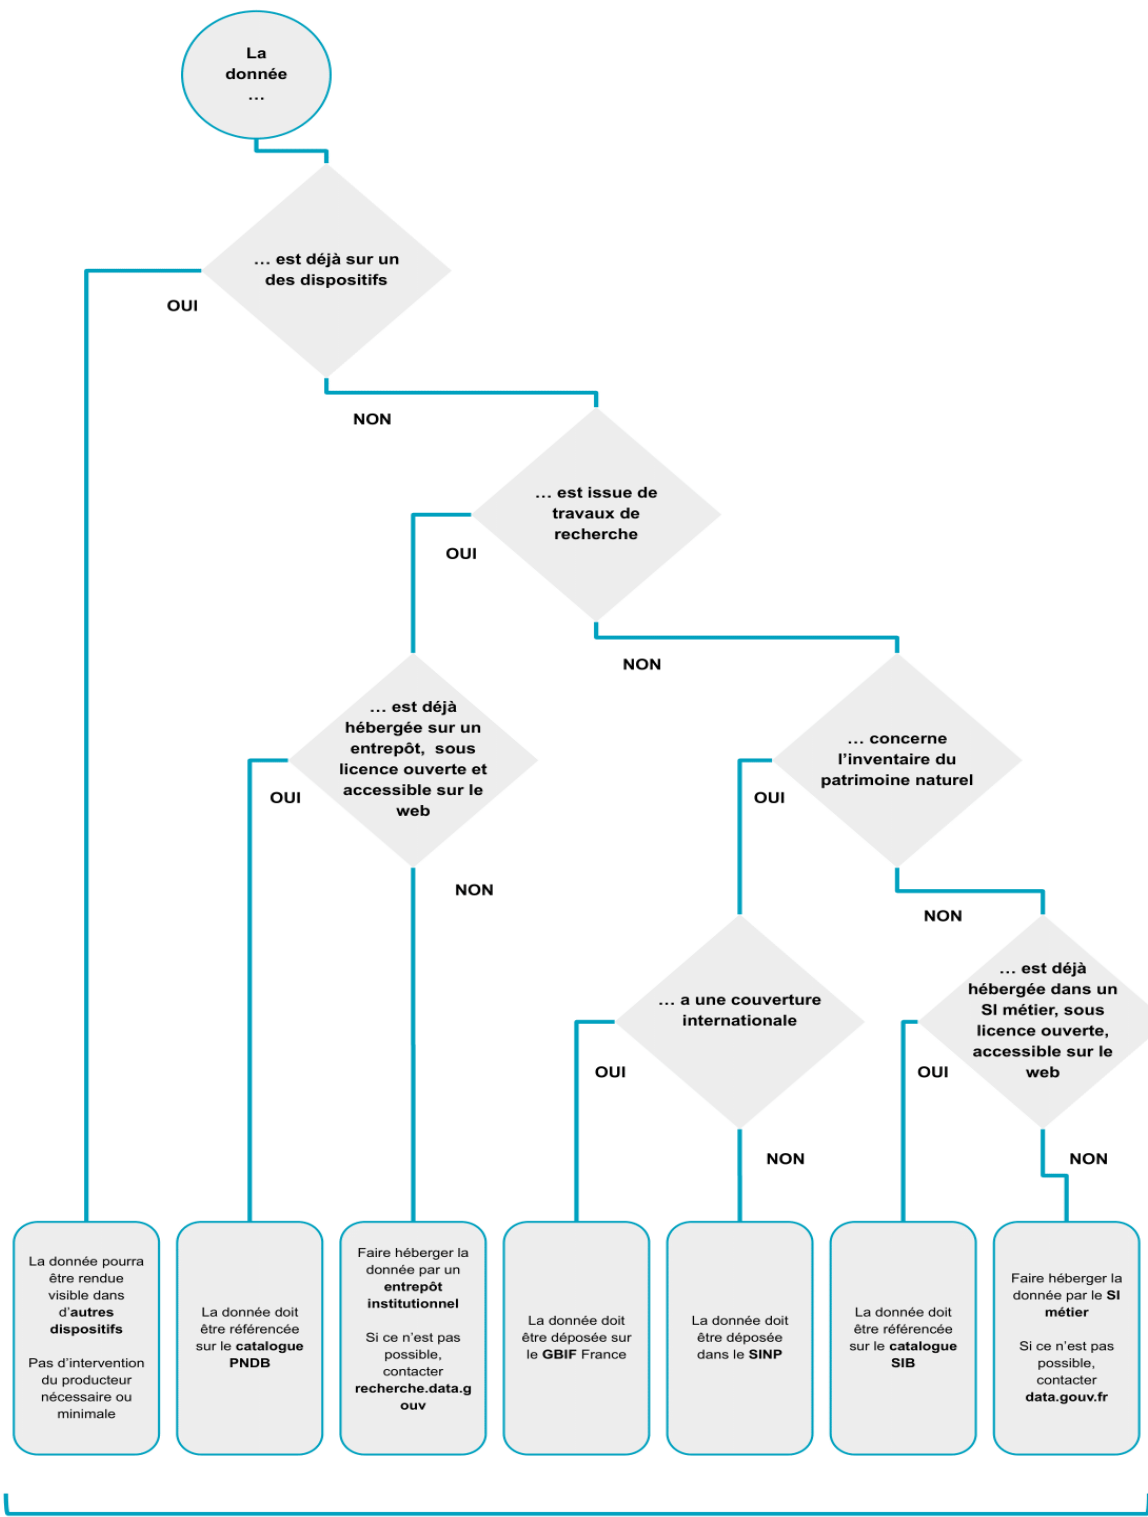 La
donnée
…
… est déjà sur un
des dispositifs
OUI
NON
… est issue de
travaux de
recherche
OUI
NON
… est déjà
hébergée sur un
entrepôt, sous
licence ouverte et
accessible sur le
web
OUI
NON
… concerne
l’inventaire du
patrimoine naturel
OUI
NON
… a une couverture
internationale
OUI
NON
… est déjà
hébergée dans un
SI métier, sous
licence ouverte,
accessible sur le
web
OUI
NON
La donnée pourra
être rendue
visible dans
d’autres
dispositifs
Pas d’intervention
du producteur
nécessaire ou
minimale
La donnée doit
être référencée
sur le catalogue
PNDB
Faire héberger la
donnée par un
entrepôt
institutionnel
Si ce n’est pas
possible,
contacter
recherche.data.g
ouv
La donnée doit
être déposée sur
le GBIF France
La donnée doit
être déposée
dans le SINP
La donnée doit
être référencée
sur le catalogue
SIB
Faire héberger la
donnée par le SI
métier
Si ce n’est pas
possible,
contacter
data.gouv.fr